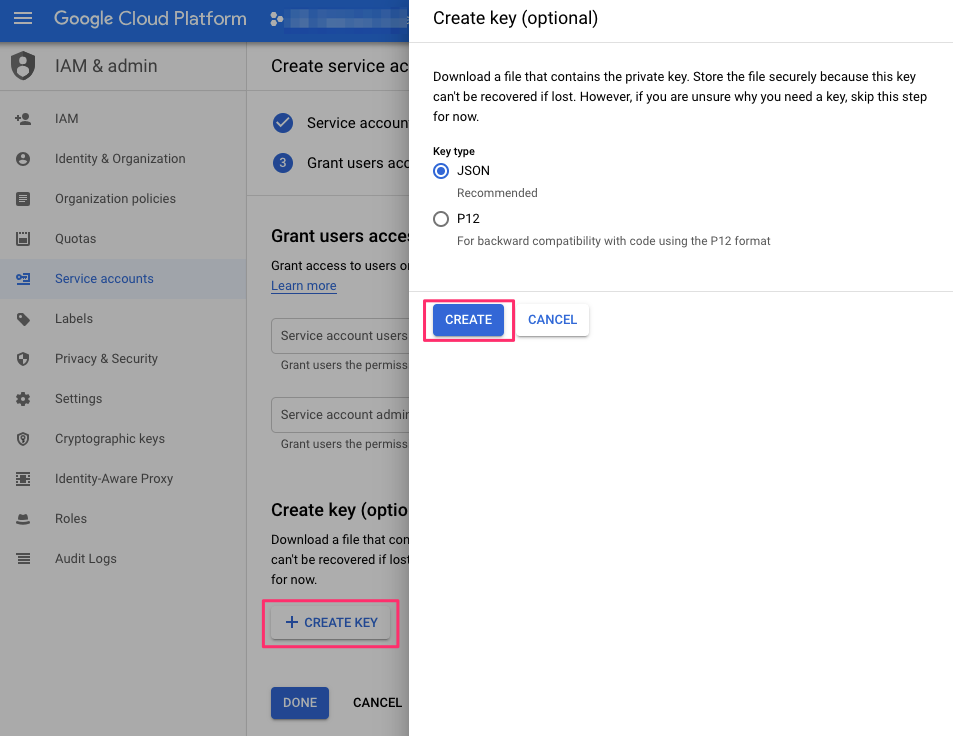 Google Cloud Platform
IAM & admin
IAM
Identity & Organization
Organization policies
Quotas
Service accounts
Labels
Privacy & Security
Settings
Cryptographic keys
Identity-Aware Proxy
Roles
Audit Logs
Create service ac
Service accoun
3 Grant users acc
Grant users acce
Grant access to users or
Learn more
Service account users
Grant users the permiss
Service account admin
Grant users the permiss
Create key (optio
Download a file that con
can't be recovered if lost
for now.
+ CREATE KEY
DONE CANCEL
Create key (optional)
Download a file that contains the private key. Store the file securely because this key
can't be recovered if lost. However, if you are unsure why you need a key, skip this step
for now.
Key type
JSON
Recommended
P12
For backward compatibility with code using the P12 format
CREATE CANCEL